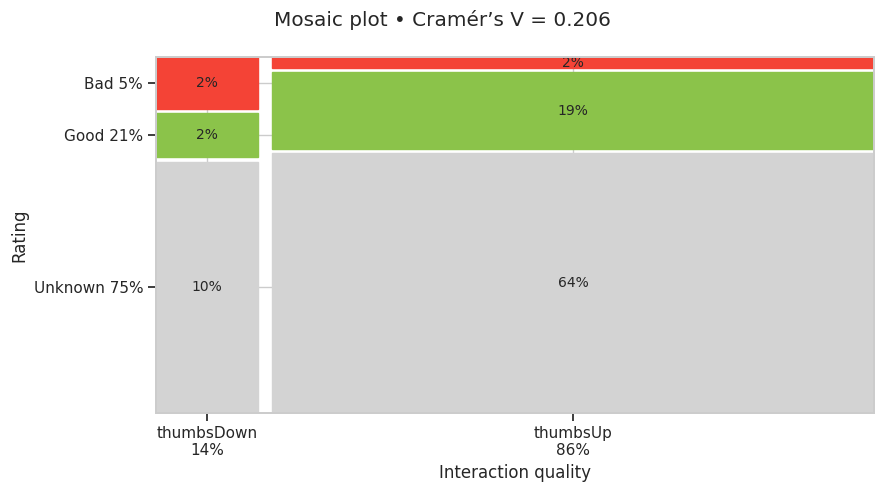 Mosaic plot • Cramér’s V = 0.206
Bad 5%
2%
2%
Good 21%
2%
19%
Rating
Unknown 75%
10%
64%
thumbsDown
14%
thumbsUp
86%
Interaction quality